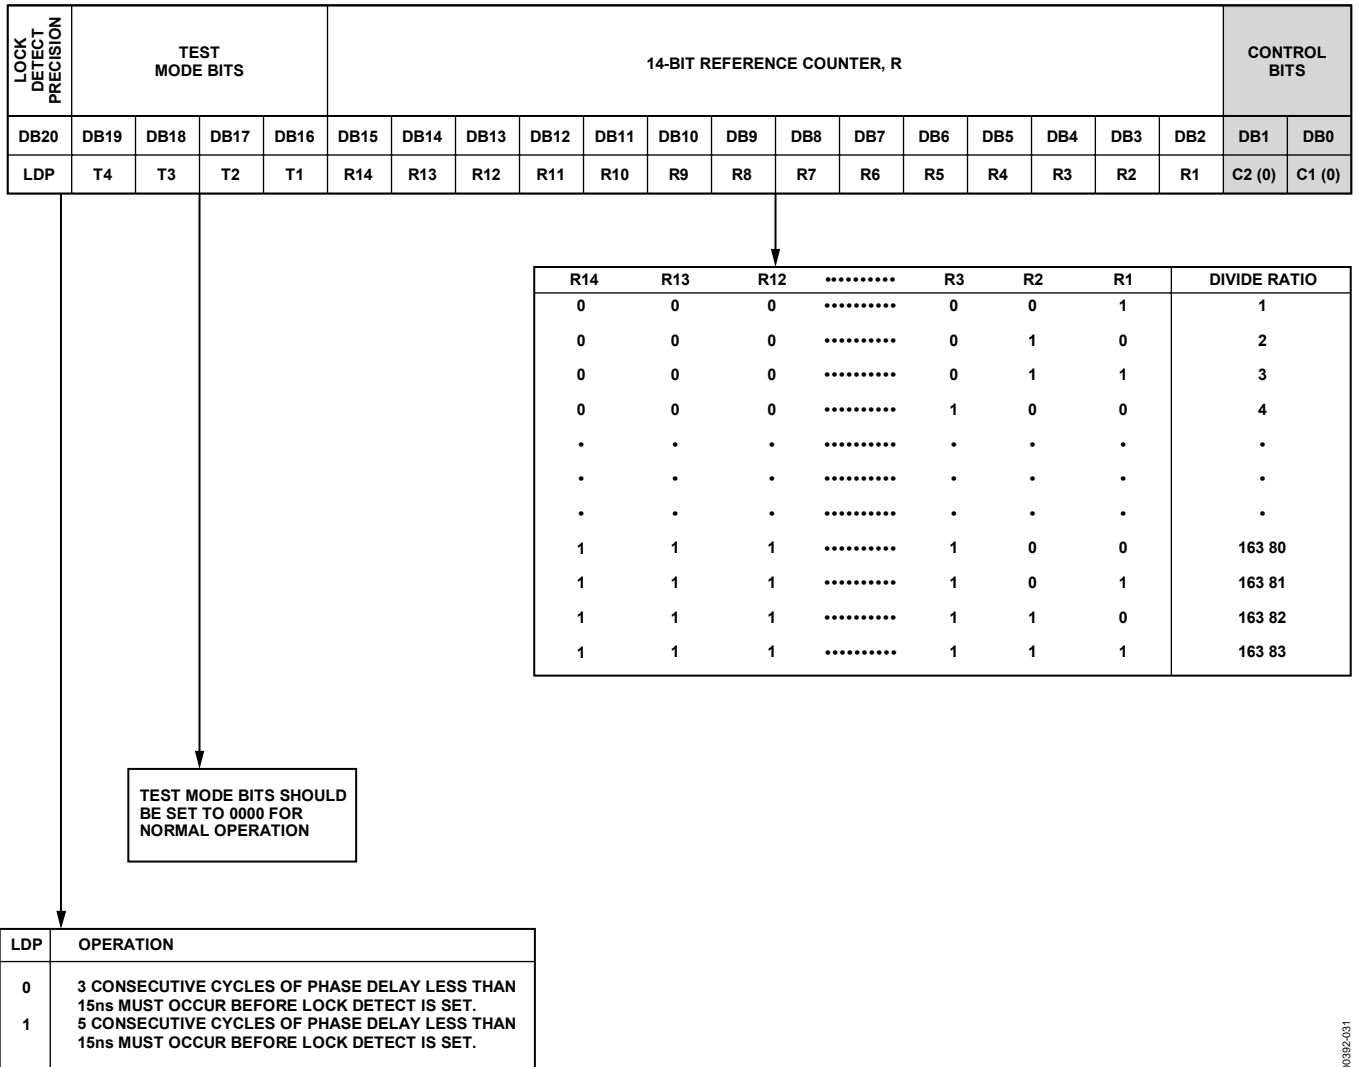 LOCK
DETECT
PRECISION
TEST
MODE BITS
14-BIT REFERENCE COUNTER, R
CONTROL
BITS
DB20 DB19 DB18 DB17 DB16 DB15 DB14 DB13 DB12 DB11 DB10 DB9 DB8 DB7 DB6 DB5 DB4 DB3 DB2 DB1 DB0
LDP T4 T3 T2 T1 R14 R13 R12 R11 R10 R9 R8 R7 R6 R5 R4 R3 R2 R1 C2 (0) C1 (0)
R14 R13 R12 •••••••••• R3 R2 R1 DIVIDE RATIO
0 0 0 •••••••••• 0 0 1 1
0 0 0 •••••••••• 0 1 0 2
0 0 0 •••••••••• 0 1 1 3
0 0 0 •••••••••• 1 0 0 4
• • • •••••••••• • • • •
• • • •••••••••• • • • •
• • • •••••••••• • • • •
1 1 1 •••••••••• 1 0 0 163 80
1 1 1 •••••••••• 1 0 1 163 81
1 1 1 •••••••••• 1 1 0 163 82
1 1 1 •••••••••• 1 1 1 163 83
TEST MODE BITS SHOULD
BE SET TO 0000 FOR
NORMAL OPERATION
LDP OPERATION
0 3 CONSECUTIVE CYCLES OF PHASE DELAY LESS THAN
15ns MUST OCCUR BEFORE LOCK DETECT IS SET.
1 5 CONSECUTIVE CYCLES OF PHASE DELAY LESS THAN
15ns MUST OCCUR BEFORE LOCK DETECT IS SET.
00392-031